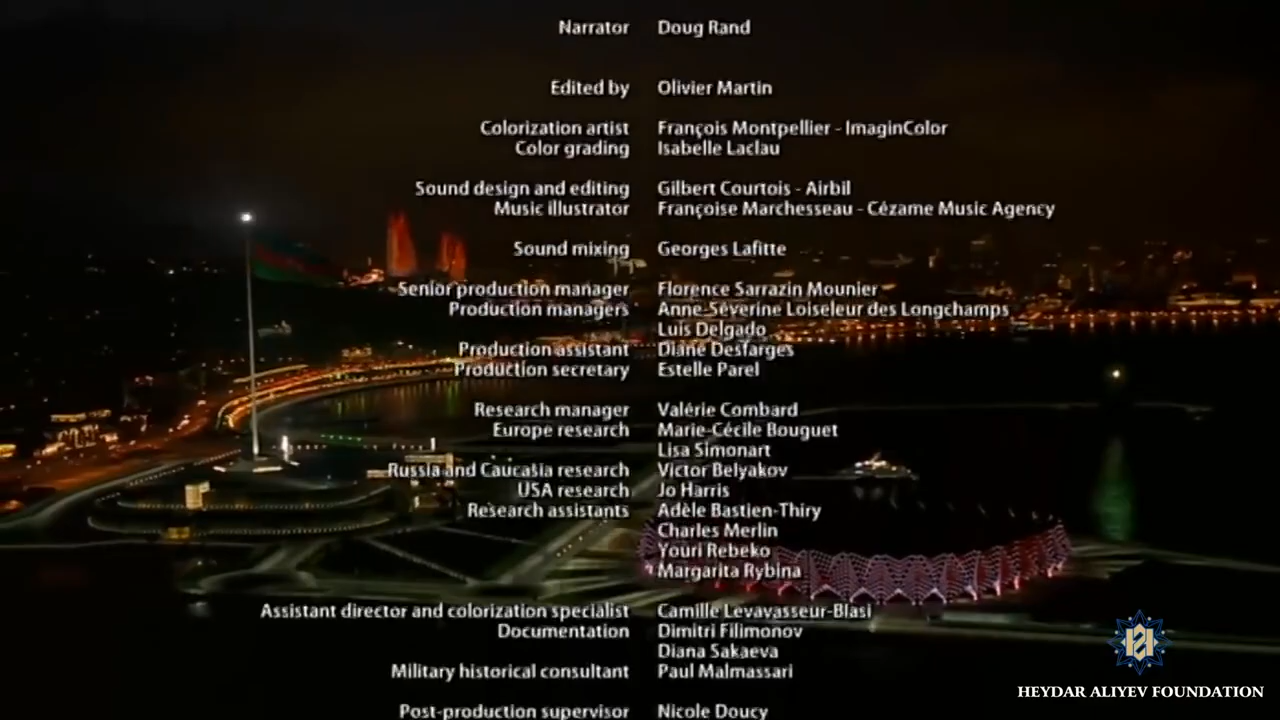 Narrator Doug Rand
Edited by Olivier Martin
Colorization artist François Montpellier - ImaginColor
Color grading Isabelle Laclau
Sound design and editing Gilbert Courtois - Airbil
Music illustrator Françoise Marchesseau - Cézame Music Agency
Sound mixing Georges Lafitte
Senior production manager Florence Sarrazin Mounier
Production managers Anne-Séverine Loiseleur des Longchamps
Luis Delgado
Production assistant Diane Desfarges
Production secretary Estelle Parel
Research manager Valérie Combard
Europe research Marie-Cécile Bouguet
Lisa Simonart
Russia and Caucasia research Victor Belyakov
USA research Jo Harris
Research assistants Adèle Bastien-Thiry
Charles Merlin
Youri Rebeko
Margarita Rybina
Assistant director and colorization specialist Camille Levavasseur-Blasi
Documentation Dimitri Filimonov
Diana Sakaeva
Military historical consultant Paul Malmassari
Post-production supervisor Nicole Doucy
HEYDAR ALIYEV FOUNDATION